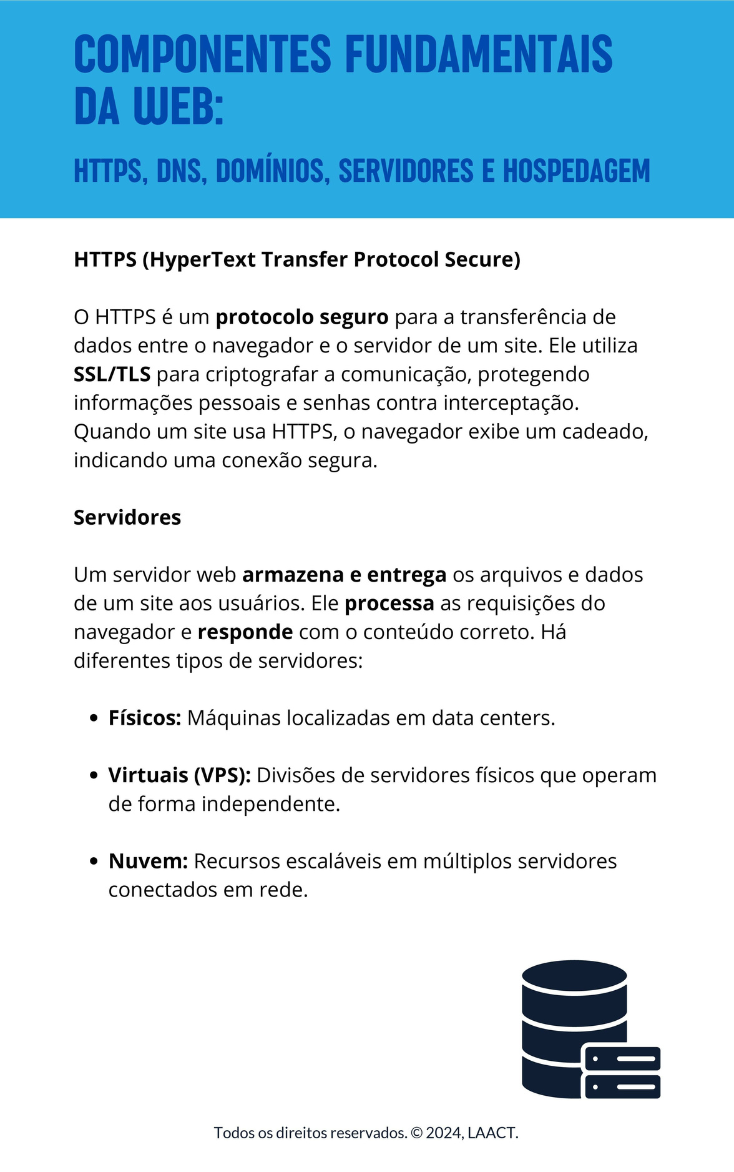 COMPONENTES FUNDAMENTAIS
DA WEB:
HTTPS, DNS, DOMÍNIOS, SERVIDORES E HOSPEDAGEM
HTTPS (HyperText Transfer Protocol Secure)
O HTTPS é um protocolo seguro para a transferência de
dados entre o navegador e o servidor de um site. Ele utiliza
SSL/TLS para criptografar a comunicação, protegendo
informações pessoais e senhas contra interceptação.
Quando um site usa HTTPS, o navegador exibe um cadeado,
indicando uma conexão segura.
Servidores
Um servidor web armazena e entrega os arquivos e dados
de um site aos usuários. Ele processa as requisições do
navegador e responde com o conteúdo correto. Há
diferentes tipos de servidores:
• Físicos: Máquinas localizadas em data centers.
• Virtuais (VPS): Divisões de servidores físicos que operam
de forma independente.
• Nuvem: Recursos escaláveis em múltiplos servidores
conectados em rede.
Todos os direitos reservados. © 2024, LAACT.